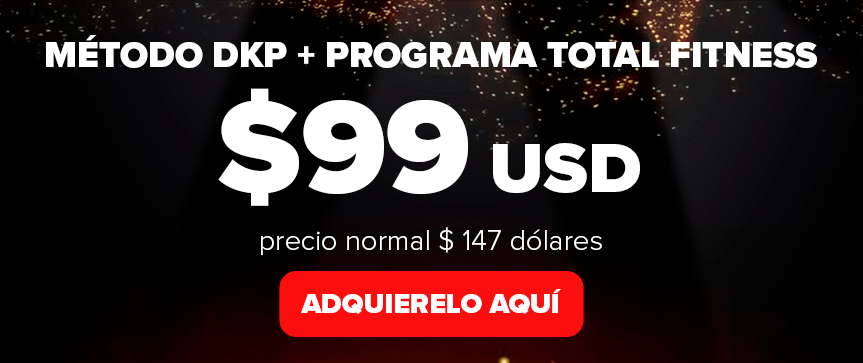 MÉTODO DKP + PROGRAMA TOTAL FITNESS
$99 USD
precio normal $ 147 dólares
ADQUIERELO AQUÍ